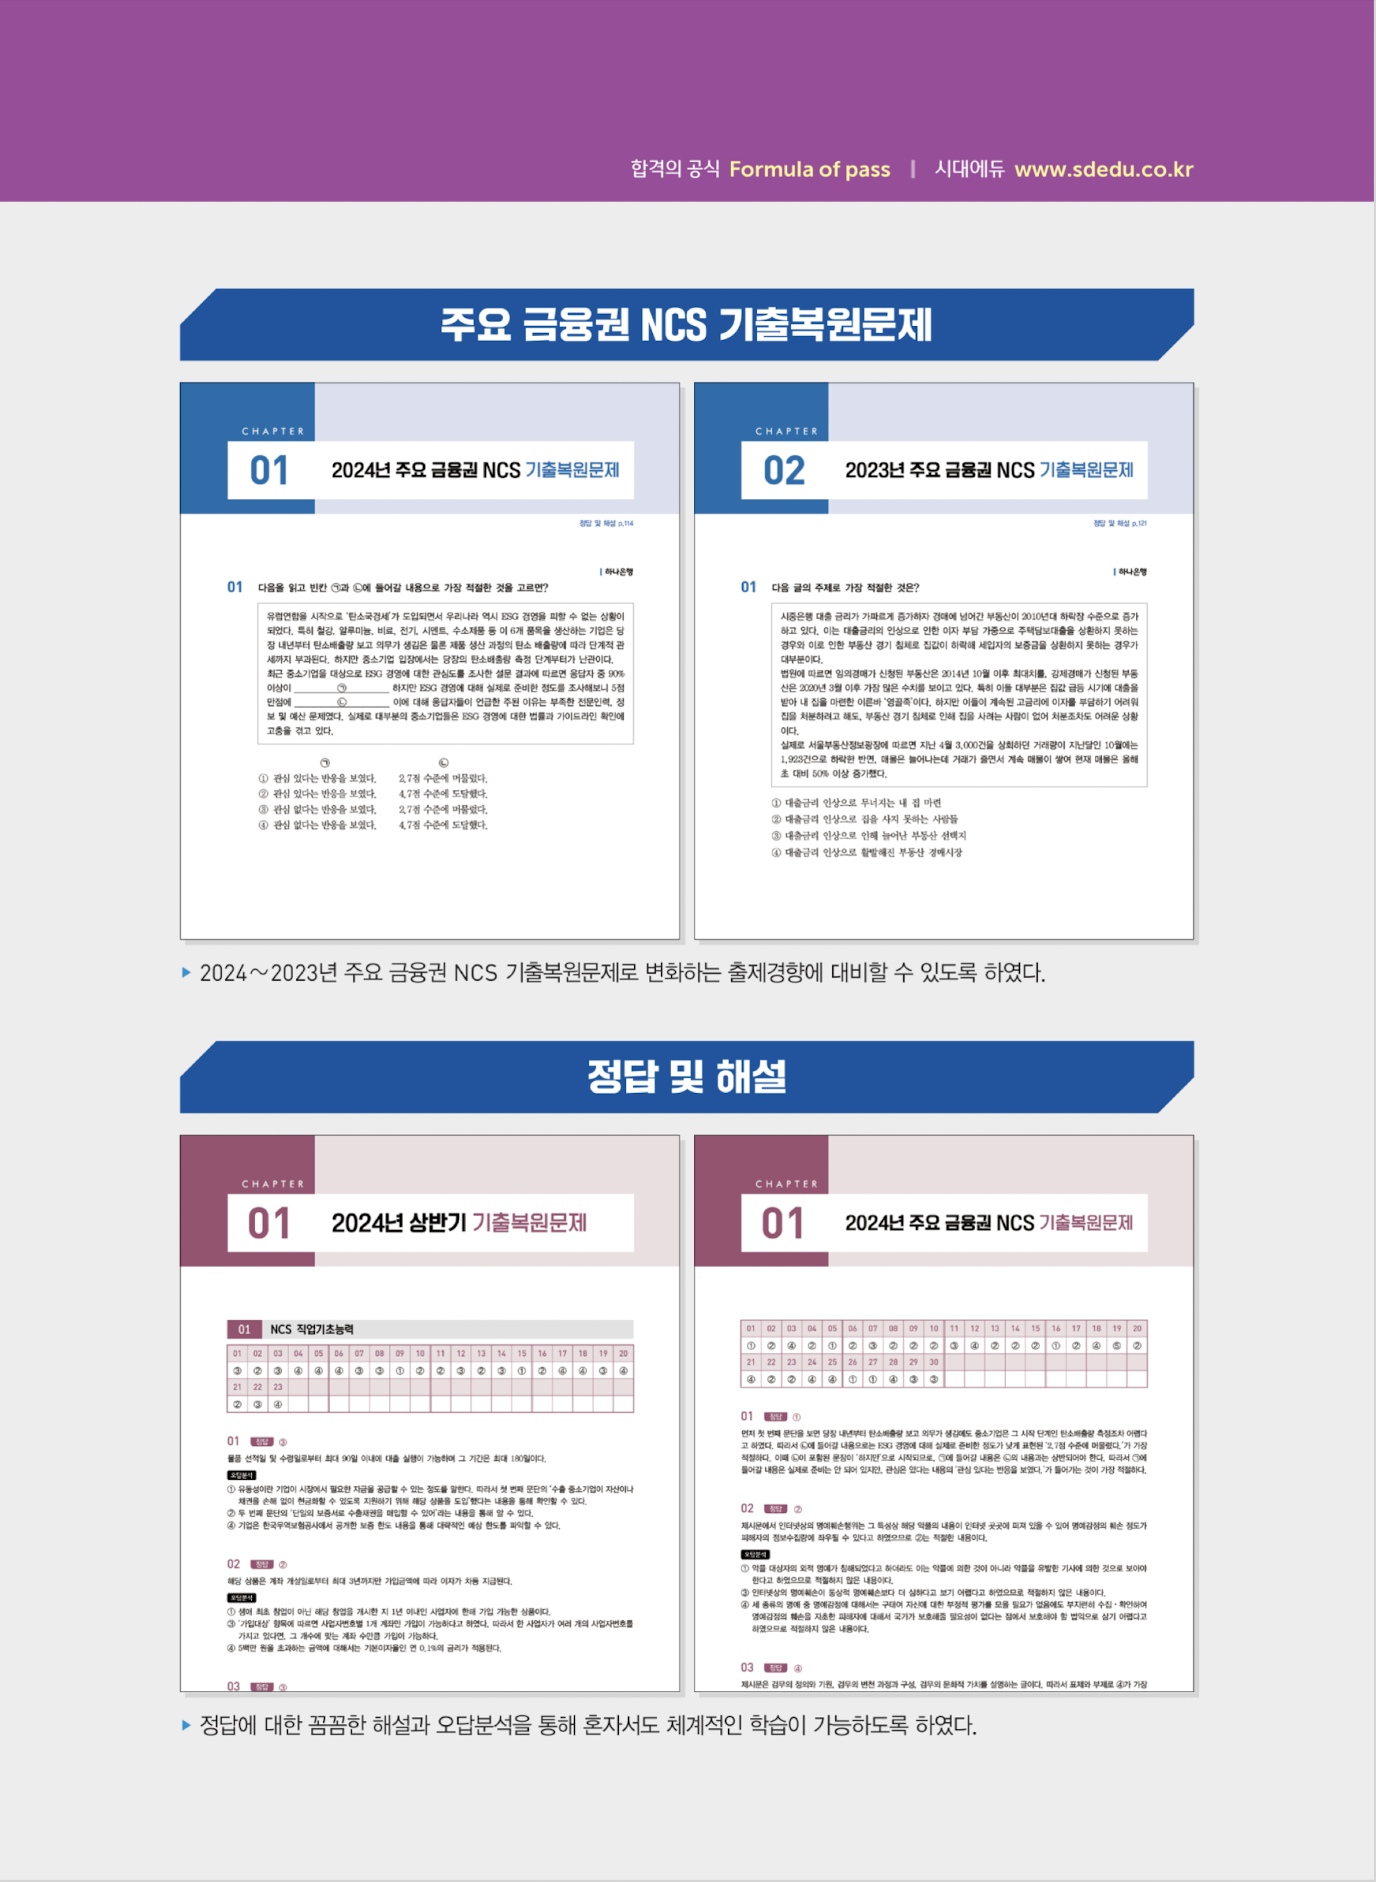 합격의 공식 Formula of pass | 시대에듀 www.sdedu.co.kr
주요 금융권 NCS 기출복원문제
CHAPTER
01 2024년 주요 금융권 NCS 기출복원문제
정답 및 해설 p.114
| 하나은행
01 다음을 읽고 빈칸 ㉠과 ㉡에 들어갈 내용으로 가장 적절한 것을 고르면?
유럽연합을 시작으로 '탄소국경세'가 도입되면서 우리나라 역시 ESG 경영을 피할 수 없는 상황이
되었다. 특히 철강, 알루미늄, 비료, 전기, 시멘트, 수소제품 등 이 6개 품목을 생산하는 기업은 당
장 내년부터 탄소배출량 보고 의무가 생김은 물론 제품 생산 과정의 탄소 배출량에 따라 단계적 관
세까지 부과된다. 하지만 중소기업 입장에서는 당장의 탄소배출량 측정 단계부터가 난관이다.
최근 중소기업을 대상으로 ESG 경영에 대한 관심도를 조사한 설문 결과에 따르면 응답자 중 90%
이상이 ㉠ 하지만 ESG 경영에 대해 실제로 준비한 정도를 조사해보니 5점
만점에 ㉡ 이에 대해 응답자들이 언급한 주된 이유는 부족한 전문인력, 정
보 및 예산 문제였다. 실제로 대부분의 중소기업들은 ESG 경영에 대한 법률과 가이드라인 확인에
고충을 겪고 있다.
㉠ ㉡
① 관심 있다는 반응을 보였다. 2.7점 수준에 머물렀다.
② 관심 있다는 반응을 보였다. 4.7점 수준에 도달했다.
③ 관심 없다는 반응을 보였다. 2.7점 수준에 머물렀다.
④ 관심 없다는 반응을 보였다. 4.7점 수준에 도달했다.
CHAPTER
02 2023년 주요 금융권 NCS 기출복원문제
정답 및 해설 p.121
| 하나은행
01 다음 글의 주제로 가장 적절한 것은?
시중은행 대출 금리가 가파르게 증가하자 경매에 넘어간 부동산이 2010년대 하락장 수준으로 증가
하고 있다. 이는 대출금리의 인상으로 인한 이자 부담 가중으로 주택담보대출을 상환하지 못하는
경우와 이로 인한 부동산 경기 침체로 집값이 하락해 세입자의 보증금을 상환하지 못하는 경우가
대부분이다.
법원에 따르면 임의경매가 신청된 부동산은 2014년 10월 이후 최대치를, 강제경매가 신청된 부동
산은 2020년 3월 이후 가장 많은 수치를 보이고 있다. 특히 이들 대부분은 집값 급등 시기에 대출을
받아 내 집을 마련한 이른바 '영끌족'이다. 하지만 이들이 계속된 고금리에 이자를 부담하기 어려워
집을 처분하려고 해도, 부동산 경기 침체로 인해 집을 사려는 사람이 없어 처분조차도 어려운 상황
이다.
실제로 서울부동산정보광장에 따르면 지난 4월 3,000건을 상회하던 거래량이 지난달인 10월에는
1,923건으로 하락한 반면, 매물은 늘어나는데 거래가 줄면서 계속 매물이 쌓여 현재 매물은 올해
초 대비 50% 이상 증가했다.
① 대출금리 인상으로 무너지는 내 집 마련
② 대출금리 인상으로 집을 사지 못하는 사람들
③ 대출금리 인상으로 인해 늘어난 부동산 선택지
④ 대출금리 인상으로 활발해진 부동산 경매시장
▶ 2024~2023년 주요 금융권 NCS 기출복원문제로 변화하는 출제경향에 대비할 수 있도록 하였다.
정답 및 해설
CHAPTER
01 2024년 상반기 기출복원문제
01 NCS 직업기초능력
01 02 03 04 05 06 07 08 09 10 11 12 13 14 15 16 17 18 19 20
③ ② ③ ④ ④ ④ ③ ③ ① ② ② ③ ② ③ ① ② ④ ④ ③ ④
21 22 23
② ③ ④
01 정답 ③
물품 선적일 및 수령일로부터 최대 90일 이내에 대출 실행이 가능하며 그 기간은 최대 180일이다.
오답분석
① 유동성이란 기업이 시장에서 필요한 자금을 공급할 수 있는 정도를 말한다. 따라서 첫 번째 문단의 '수출 중소기업이 자산이나
채권을 손해 없이 현금화할 수 있도록 지원하기 위해 해당 상품을 도입'했다는 내용을 통해 확인할 수 있다.
② 두 번째 문단의 '단일의 보증서로 수출채권을 매입할 수 있어'라는 내용을 통해 알 수 있다.
④ 기업은 한국무역보험공사에서 공개한 보증 한도 내용을 통해 대략적인 예상 한도를 파악할 수 있다.
02 정답 ②
해당 상품은 계좌 개설일로부터 최대 3년까지만 가입금액에 따라 이자가 차등 지급된다.
오답분석
① 생애 최초 창업이 아닌 해당 창업을 개시한 지 1년 이내인 사업자에 한해 가입 가능한 상품이다.
③ '가입대상' 항목에 따르면 사업자번호별 1개 계좌만 가입이 가능하다고 하였다. 따라서 한 사업자가 여러 개의 사업자번호를
가지고 있다면, 그 개수에 맞는 계좌 수만큼 가입이 가능하다.
④ 5백만 원을 초과하는 금액에 대해서는 기본이자율인 연 0.1%의 금리가 적용된다.
03 정답 ③
CHAPTER
01 2024년 주요 금융권 NCS 기출복원문제
01 02 03 04 05 06 07 08 09 10 11 12 13 14 15 16 17 18 19 20
① ② ④ ② ① ② ③ ② ② ② ③ ④ ② ② ② ① ② ④ ⑤ ②
21 22 23 24 25 26 27 28 29 30
④ ② ② ④ ④ ① ① ④ ③ ③
01 정답 ①
먼저 첫 번째 문단을 보면 당장 내년부터 탄소배출량 보고 의무가 생김에도 중소기업은 그 시작 단계인 탄소배출량 측정조차 어렵다
고 하였다. 따라서 ㉡에 들어갈 내용으로는 ESG 경영에 대해 실제로 준비한 정도가 낮게 표현된 '2.7점 수준에 머물렀다.'가 가장
적절하다. 이때 ㉡이 포함된 문장이 '하지만'으로 시작되므로, ㉠에 들어갈 내용은 ㉡의 내용과는 상반되어야 한다. 따라서 ㉠에
들어갈 내용은 실제로 준비는 안 되어 있지만, 관심은 있다는 내용의 '관심 있다는 반응을 보였다.'가 들어가는 것이 가장 적절하다.
02 정답 ②
제시문에서 인터넷상의 명예훼손행위는 그 특성상 해당 악플의 내용이 인터넷 곳곳에 퍼져 있을 수 있어 명예감정의 훼손 정도가
피해자의 정보수집량에 좌우될 수 있다고 하였으므로 ②는 적절한 내용이다.
오답분석
① 악플 대상자의 외적 명예가 침해되었다고 하더라도 이는 악플에 의한 것이 아니라 악플을 유발한 기사에 의한 것으로 보아야
한다고 하였으므로 적절하지 않은 내용이다.
③ 인터넷상의 명예훼손이 통상적 명예훼손보다 더 심하다고 보기 어렵다고 하였으므로 적절하지 않은 내용이다.
④ 세 종류의 명예 중 명예감정에 대해서는 구태여 자신에 대한 부정적 평가를 모을 필요가 없음에도 부지런히 수집 · 확인하여
명예감정의 훼손을 자초한 피해자에 대해서 국가가 보호해줄 필요성이 없다는 점에서 보호해야 할 법익으로 삼기 어렵다고
하였으므로 적절하지 않은 내용이다.
03 정답 ④
제시문은 검무의 정의와 기원, 검무의 변천 과정과 구성, 검무의 문화적 가치를 설명하는 글이다. 따라서 표제와 부제로 ④가 가장
▶ 정답에 대한 꼼꼼한 해설과 오답분석을 통해 혼자서도 체계적인 학습이 가능하도록 하였다.